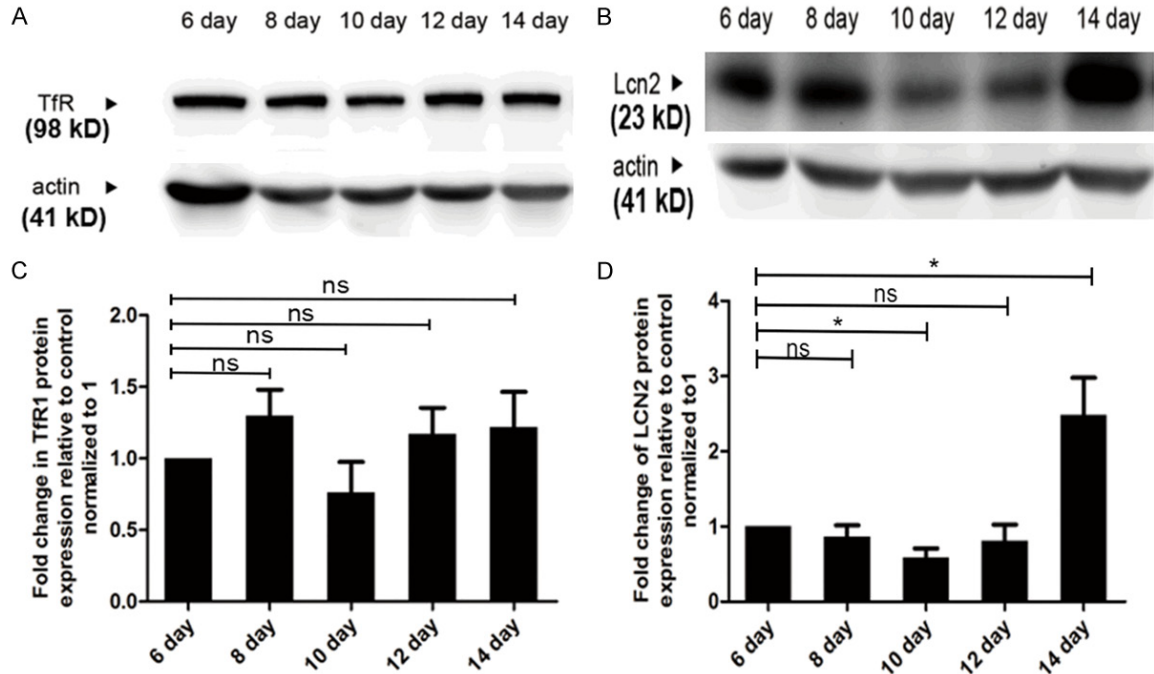 A
6 day 8 day 10 day 12 day 14 day
TfR
(98 kD)
actin
(41 kD)
B
6 day 8 day 10 day 12 day 14 day
Lcn2
(23 kD)
actin
(41 kD)
C
Fold change in TfR1 protein
expression relative to control
normalized to 1
2.0
1.5
1.0
0.5
0.0
ns
ns
ns
ns
6 day 8 day 10 day 12 day 14 day
D
Fold change of LCN2 protein
expression relative to control
normalized to1
4
3
2
1
0
*
ns
*
ns
6 day 8 day 10 day 12 day 14 day